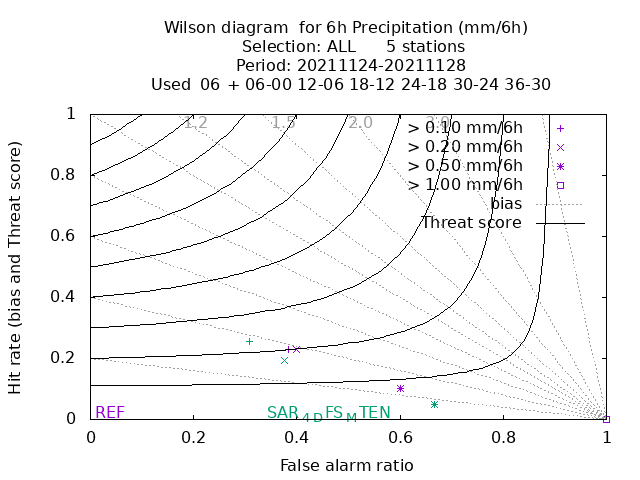 Wilson diagram  for 6h Precipitation (mm/6h)
Selection: ALL      5 stations
Period: 20211124-20211128
Used  06 + 06-00 12-06 18-12 24-18 30-24 36-30
1.2 1.5 2.0 3.0
> 0.10 mm/6h
> 0.20 mm/6h
> 0.50 mm/6h
> 1.00 mm/6h
bias
Threat score
Hit rate (bias and Threat score)
1
0.8
0.6
0.4
0.2
0
REF SAR4DFSMTEN
0 0.2 0.4 0.6 0.8 1
False alarm ratio